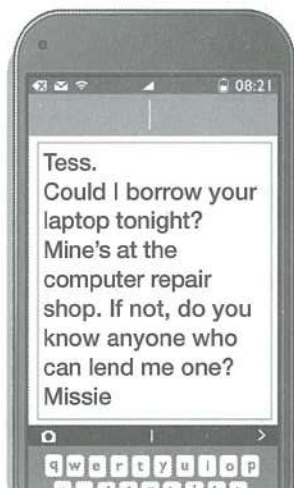 08:21
Tess.
Could I borrow your
laptop tonight?
Mine's at the
computer repair
shop. If not, do you
know anyone who
can lend me one?
Missie
q w e r t y u i o p